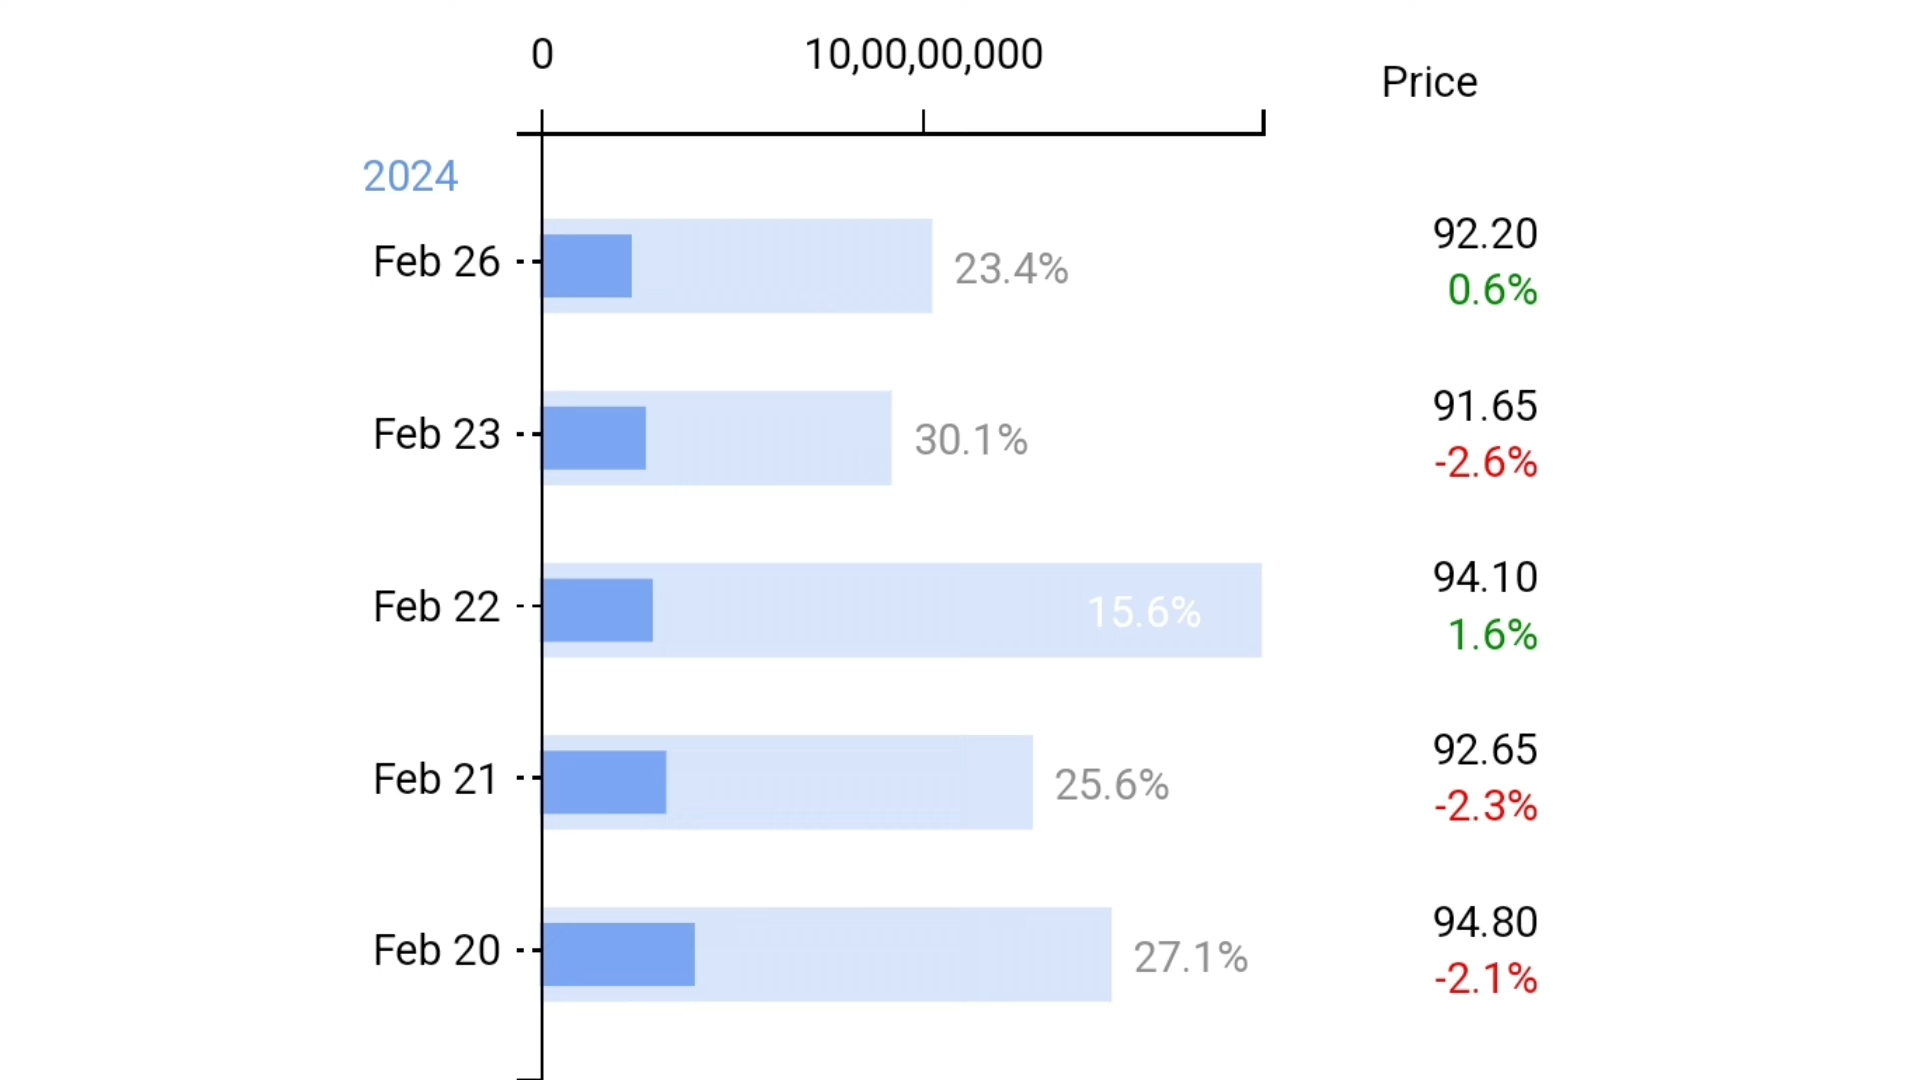 0 10,00,00,000
Price
2024
Feb 26 23.4% 92.20
0.6%
Feb 23 30.1% 91.65
-2.6%
Feb 22 15.6% 94.10
1.6%
Feb 21 25.6% 92.65
-2.3%
Feb 20 27.1% 94.80
-2.1%